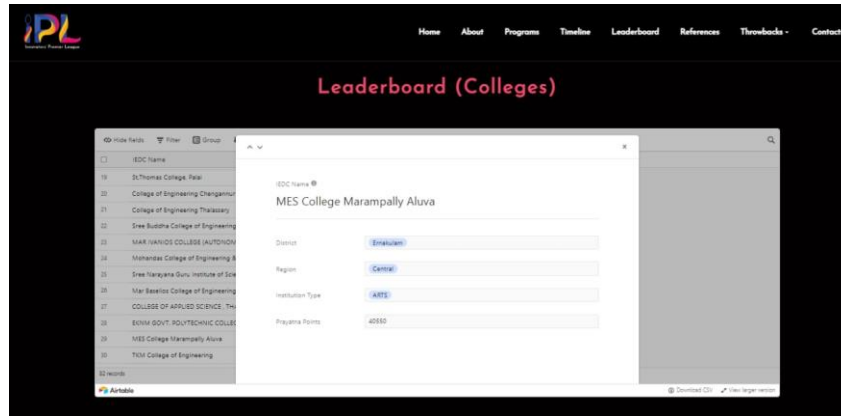 iPL
Innovators Premier League
Home About Programs Timeline Leaderboard References Throwbacks - Contact
Leaderboard (Colleges)
Hide fields Filter Group
IEDC Name
19 St.Thomas College, Palai
20 College of Engineering Chengannur
21 College of Engineering Thalassery
22 Sree Buddha College of Engineering
23 MAR IVANIOS COLLEGE (AUTONOM
24 Mohandas College of Engineering &
25 Sree Narayana Guru Institute of Scie
26 Mar Baselios College of Engineering
27 COLLEGE OF APPLIED SCIENCE , THA
28 EKNM GOVT. POLYTECHNIC COLLEG
29 MES College Marampally Aluva
30 TKM College of Engineering
82 records
IEDC Name
MES College Marampally Aluva
District Ernakulam
Region Central
Institution Type ARTS
Prayatna Points 40550
Airtable
Download CSV View larger version